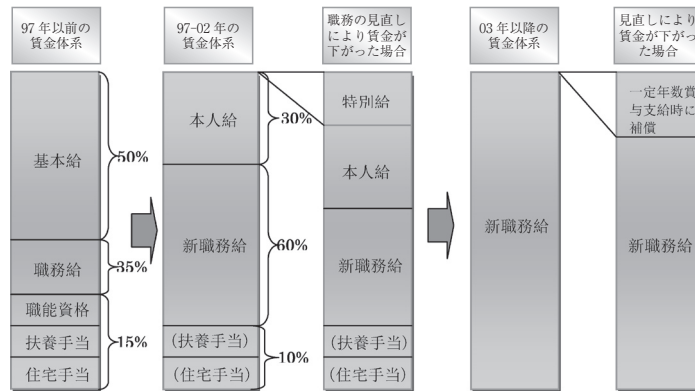 97 年以前の
賃金体系
97-02 年の
賃金体系
職務の見直し
により賃金が
下がった場合
03 年以降の
賃金体系
見直しにより
賃金が下がっ
た場合
基本給
50%
職務給
35%
職能資格
扶養手当
15%
住宅手当
本人給
30%
新職務給
60%
(扶養手当)
10%
(住宅手当)
特別給
本人給
新職務給
(扶養手当)
(住宅手当)
新職務給
一定年数賞
与支給時に
補償
新職務給